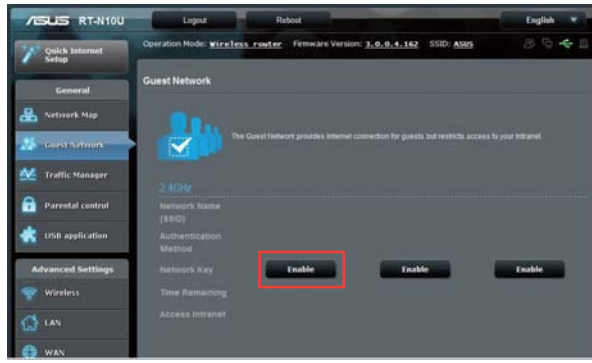 ASUS RT-N10U
Logout
Reboot
English
Quick Internet
Setup
Operation Mode: Wireless router Firmware Version: 3.0.0.4.162 SSID: ASUS
General
Network Map
Guest Network
Traffic Manager
Parental control
USB application
Advanced Settings
Wireless
LAN
WAN
Guest Network
The Guest Network provides Internet connection for guests but restricts access to your Intranet.
2.4GHz
Network Name
(SSID)
Authentication
Method
Network Key
Enable
Enable
Enable
Time Remaining
Access Intranet